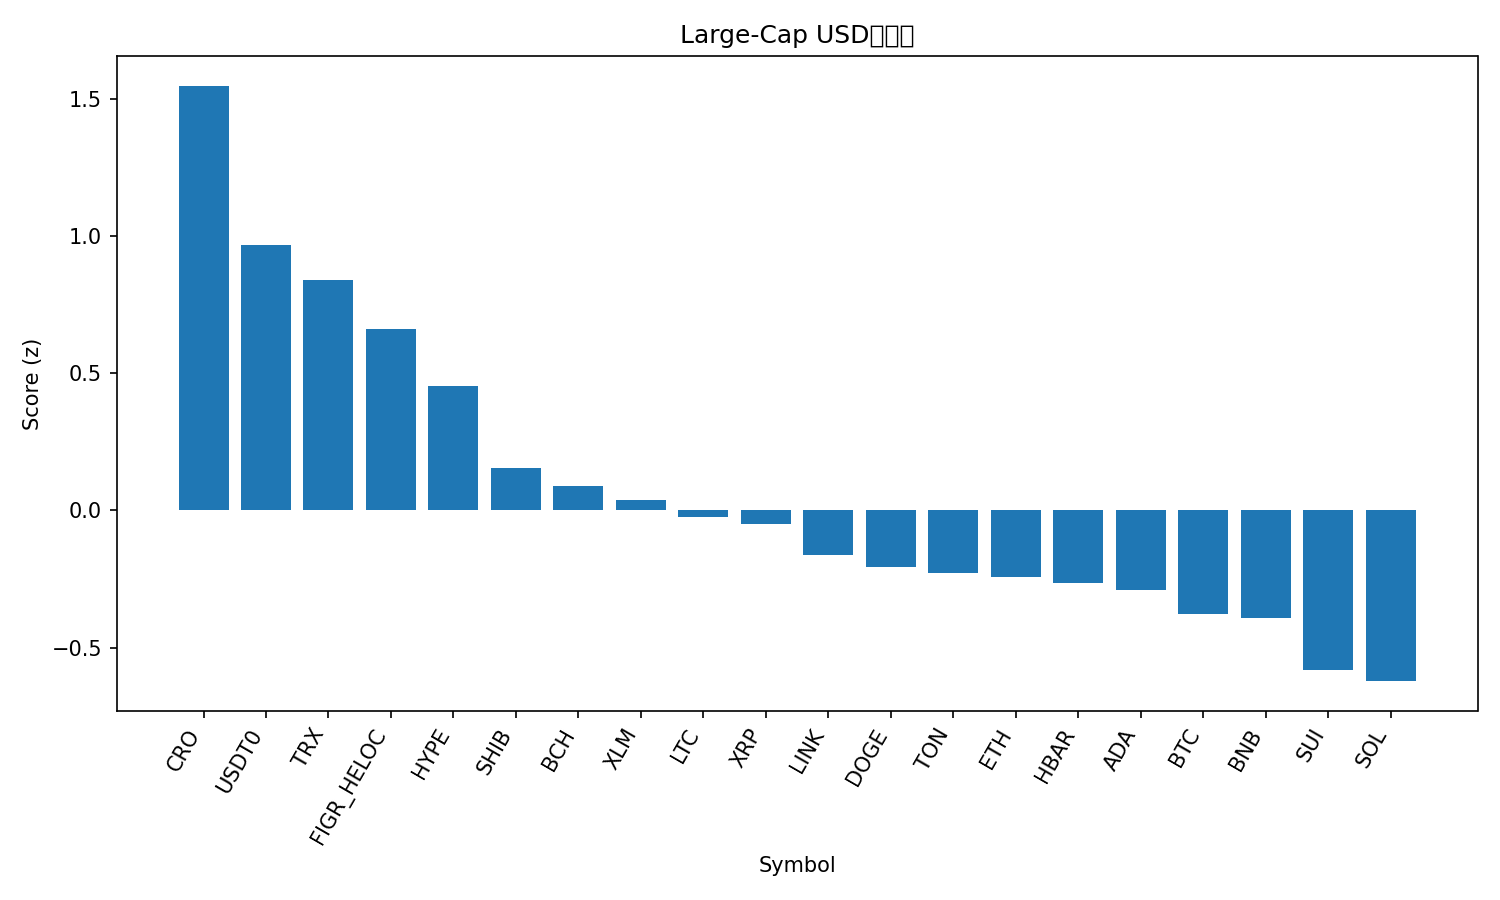 Large-Cap USD
Score (z)
1.5
1.0
0.5
0.0
−0.5
CRO
USDT0
TRX
FIGR_HELOC
HYPE
SHIB
BCH
XLM
LTC
XRP
LINK
DOGE
TON
ETH
HBAR
ADA
BTC
BNB
SUI
SOL
Symbol